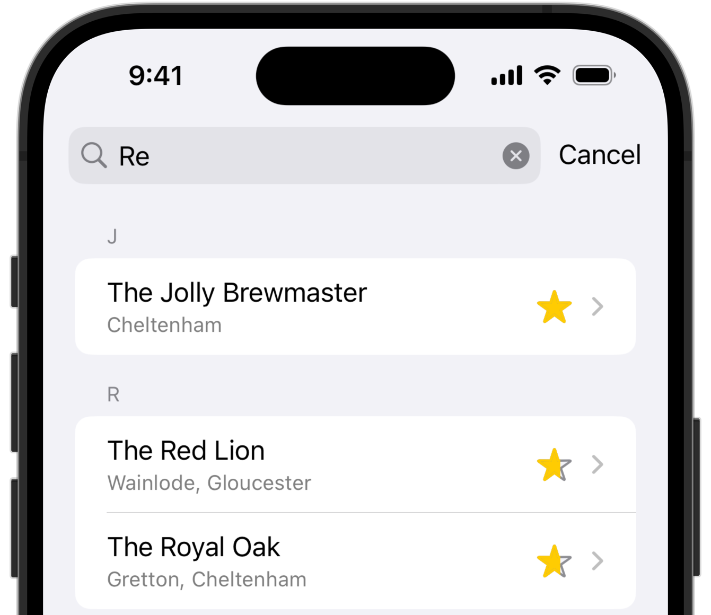 9:41
Re
Cancel
J
The Jolly Brewmaster
Cheltenham
R
The Red Lion
Wainlode, Gloucester
The Royal Oak
Gretton, Cheltenham